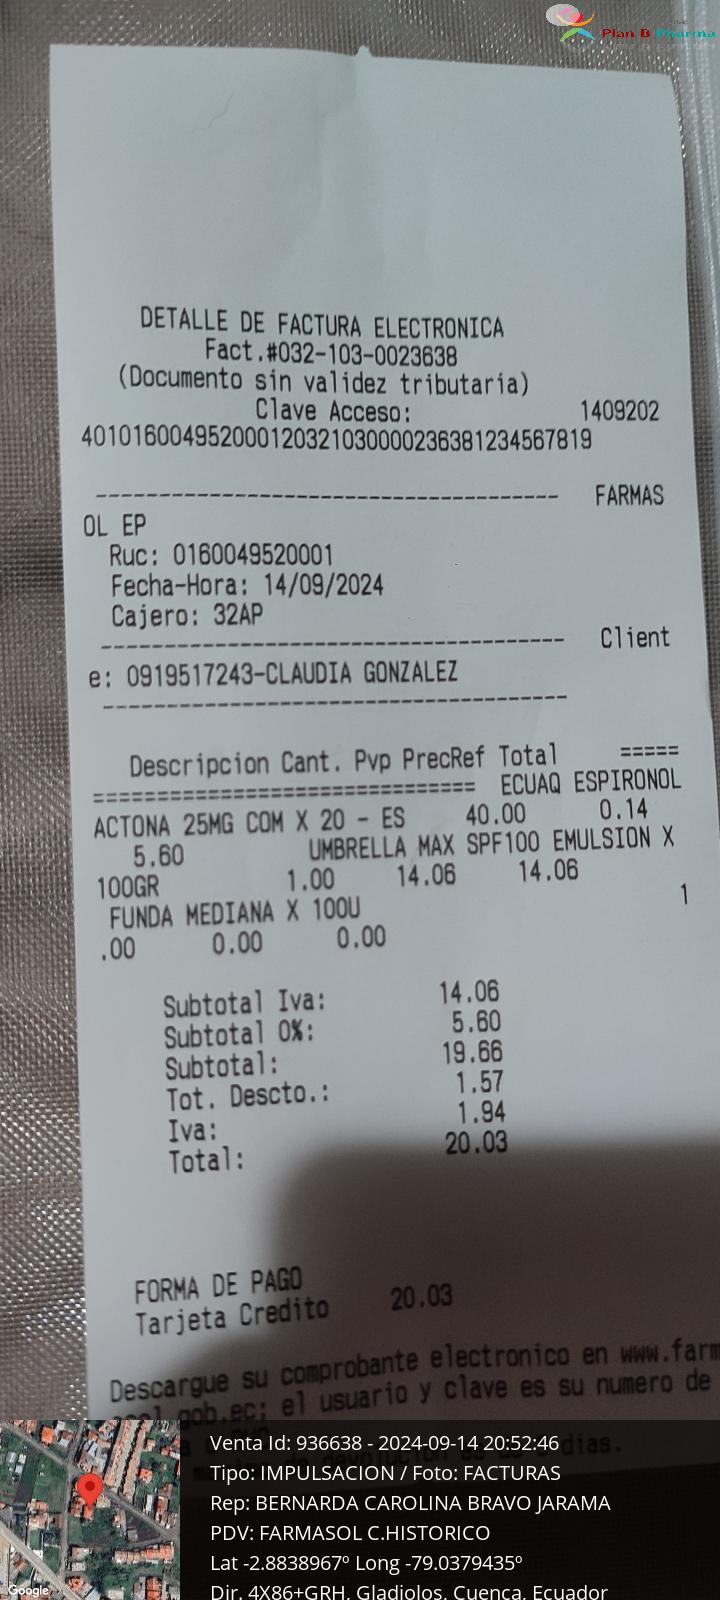 Plan B Pharma
DETALLE DE FACTURA ELECTRONICA
Fact.#032-103-0023638
(Documento sin validez tributaria)
Clave Acceso: 1409202
401016004952000120321030000236381234567819
------------------------------------ FARMAS
OL EP
Ruc: 0160049520001
Fecha-Hora: 14/09/2024
Cajero: 32AP
------------------------------------ Client
e: 0919517243-CLAUDIA GONZALEZ
------------------------------------
Descripcion Cant. Pvp PrecRef Total =====
============================== ECUAQ ESPIRONOL
ACTONA 25MG COM X 20 - ES 40.00 0.14
5.60 UMBRELLA MAX SPF100 EMULSION X
100GR 1.00 14.06 14.06
FUNDA MEDIANA X 100U 1
.00 0.00 0.00
Subtotal Iva: 14.06
Subtotal 0%: 5.60
Subtotal: 19.66
Tot. Descto.: 1.57
Iva: 1.94
Total: 20.03
FORMA DE PAGO
Tarjeta Credito 20.03
Descargue su comprobante electronico en www.farm
gob.ec; el usuario y clave es su numero de
dias.
Venta Id: 936638 - 2024-09-14 20:52:46
Tipo: IMPULSACION / Foto: FACTURAS
Rep: BERNARDA CAROLINA BRAVO JARAMA
PDV: FARMASOL C.HISTORICO
Lat -2.8838967º Long -79.0379435º
Dir. 4X86+GRH, Gladiolos, Cuenca, Ecuador
Google